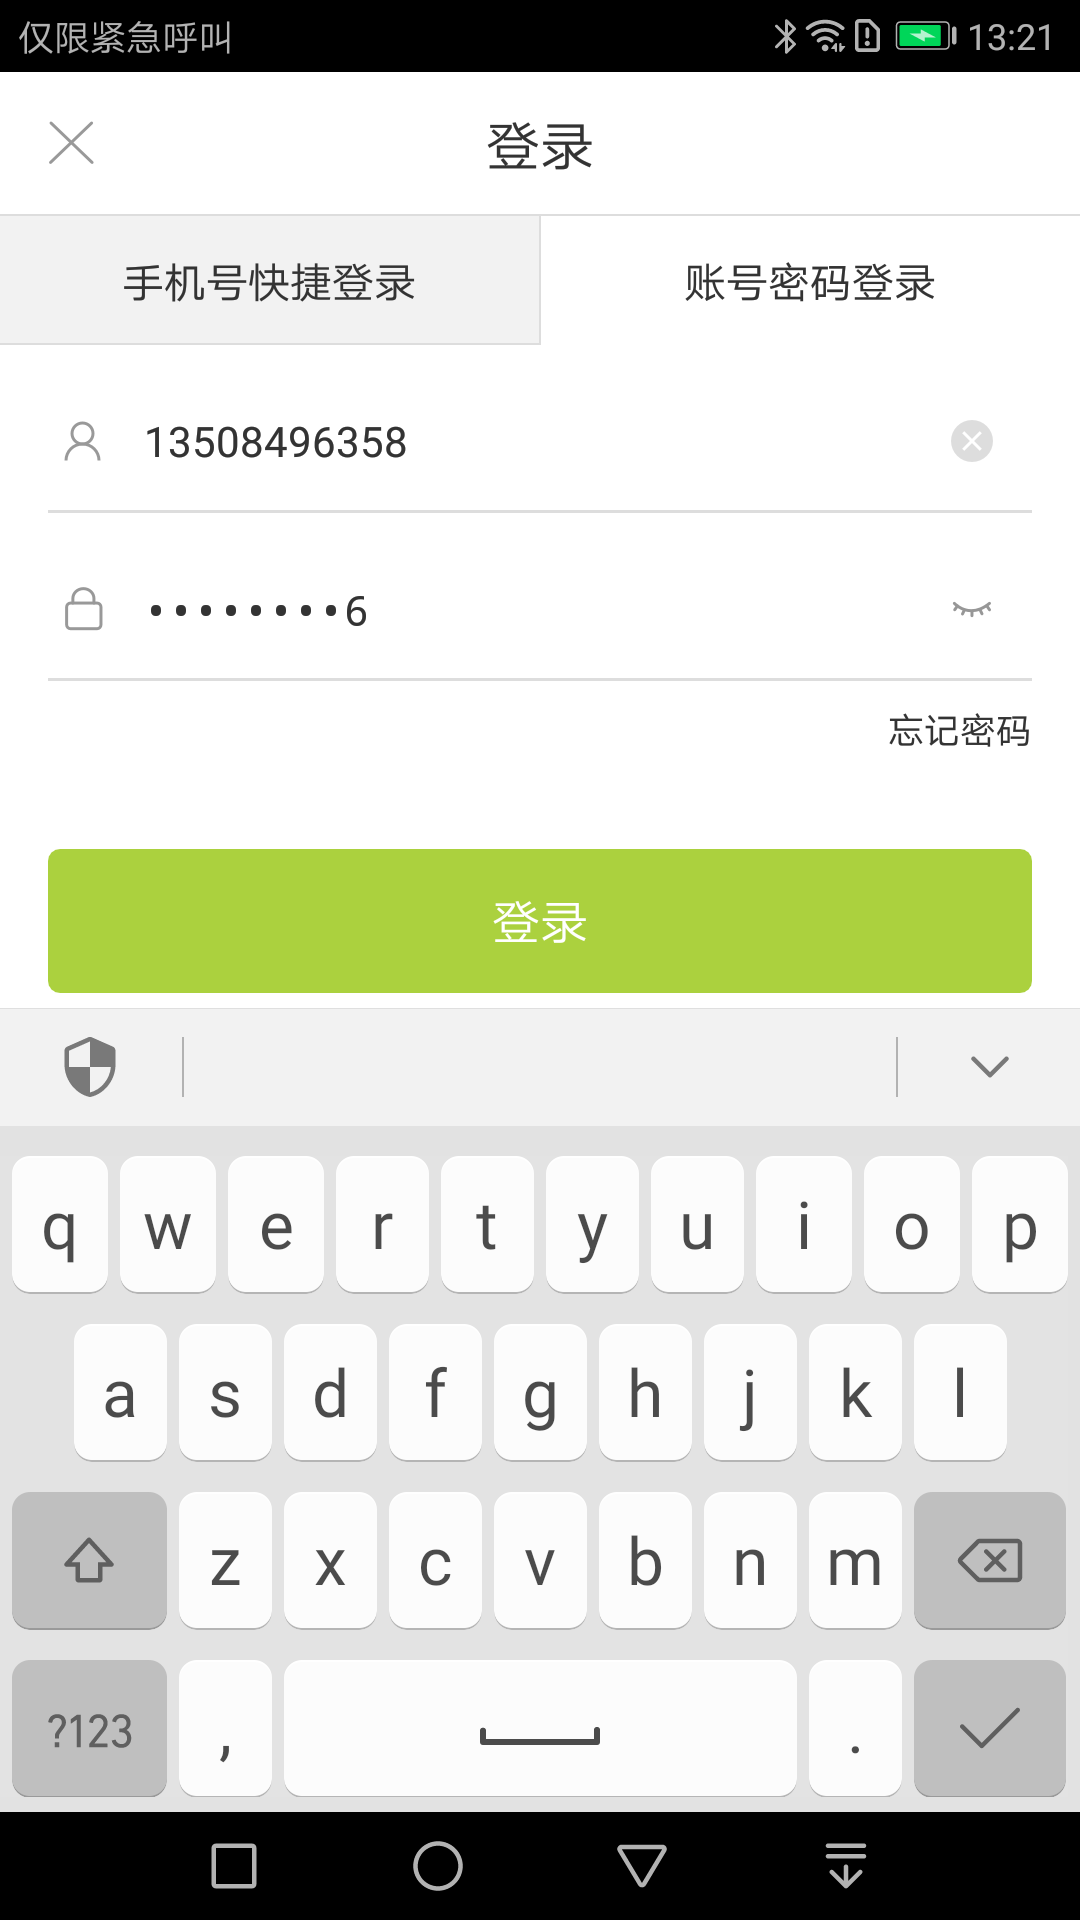 仅限紧急呼叫 13:21
登录
手机号快捷登录 账号密码登录
13508496358
••••••••6
忘记密码
登录
q w e r t y u i o p
a s d f g h j k l
z x c v b n m
?123 , .